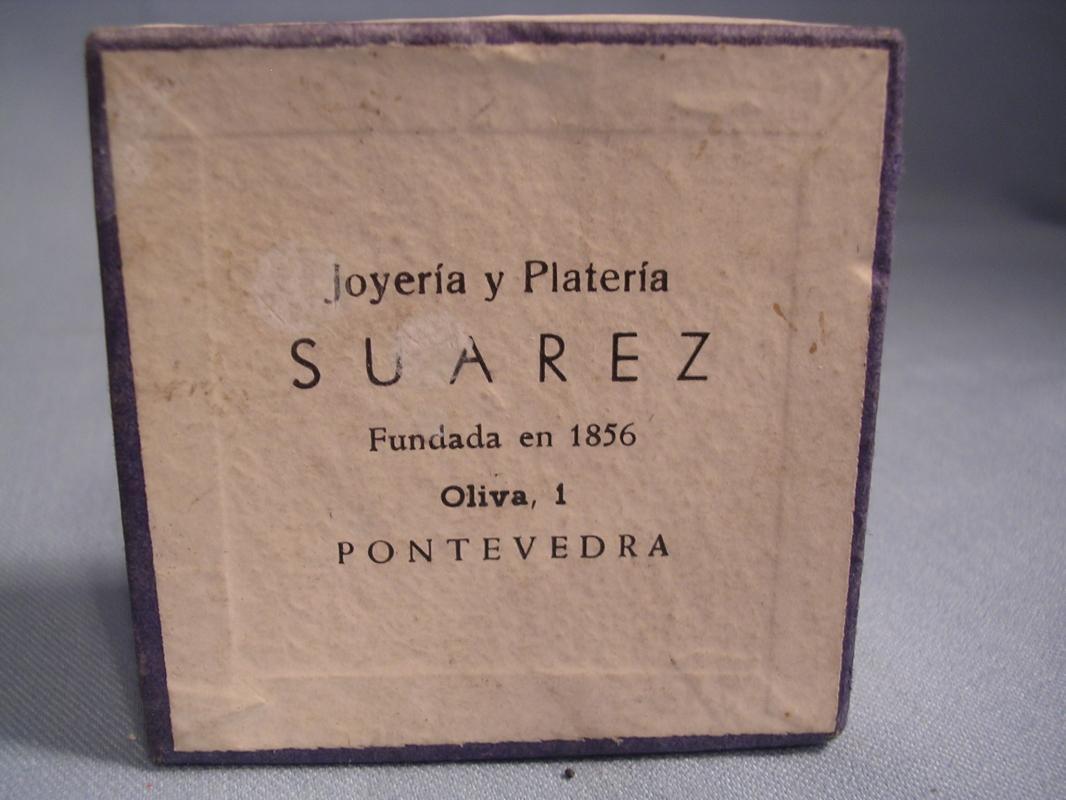 Joyería y Platería
SUAREZ
Fundada en 1856
Oliva, 1
PONTEVEDRA